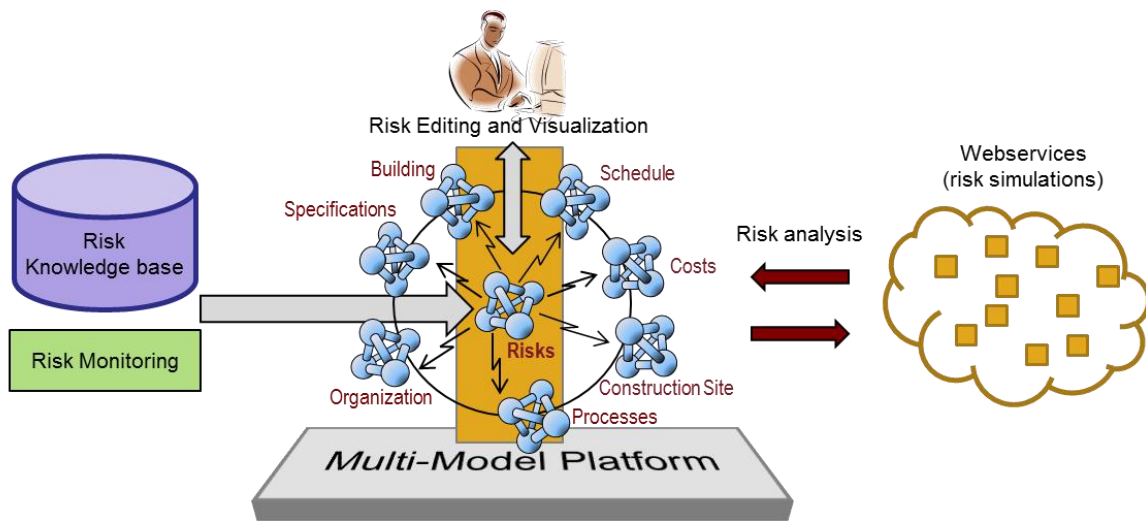 Risk Editing and Visualization
Building
Schedule
Specifications
Webservices
(risk simulations)
Risk
Knowledge base
Risk analysis
Costs
Risk Monitoring
Risks
Organization
Construction Site
Processes
Multi-Model Platform